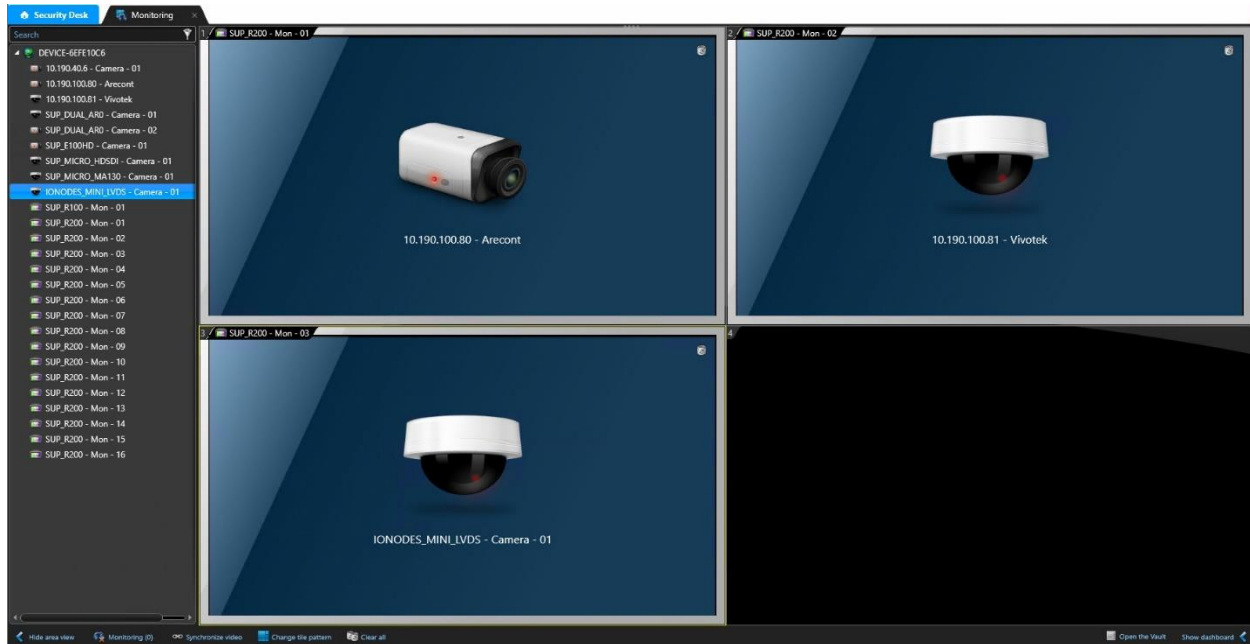 Security Desk
Monitoring
Search
DEVICE-6EFE10C6
10.190.40.6 - Camera - 01
10.190.100.80 - Arecont
10.190.100.81 - Vivotek
SUP_DUAL_AR0 - Camera - 01
SUP_DUAL_AR0 - Camera - 02
SUP_E100HD - Camera - 01
SUP_MICRO_HDSDI - Camera - 01
SUP_MICRO_MA130 - Camera - 01
IONODES_MINI_LVDS - Camera - 01
SUP_R100 - Mon - 01
SUP_R200 - Mon - 01
SUP_R200 - Mon - 02
SUP_R200 - Mon - 03
SUP_R200 - Mon - 04
SUP_R200 - Mon - 05
SUP_R200 - Mon - 06
SUP_R200 - Mon - 07
SUP_R200 - Mon - 08
SUP_R200 - Mon - 09
SUP_R200 - Mon - 10
SUP_R200 - Mon - 11
SUP_R200 - Mon - 12
SUP_R200 - Mon - 13
SUP_R200 - Mon - 14
SUP_R200 - Mon - 15
SUP_R200 - Mon - 16
1 SUP_R200 - Mon - 01
10.190.100.80 - Arecont
2 SUP_R200 - Mon - 02
10.190.100.81 - Vivotek
3 SUP_R200 - Mon - 03
IONODES_MINI_LVDS - Camera - 01
4
Hide area view
Monitoring (0)
Synchronize video
Change tile pattern
Clear all
Open the Vault
Show dashboard